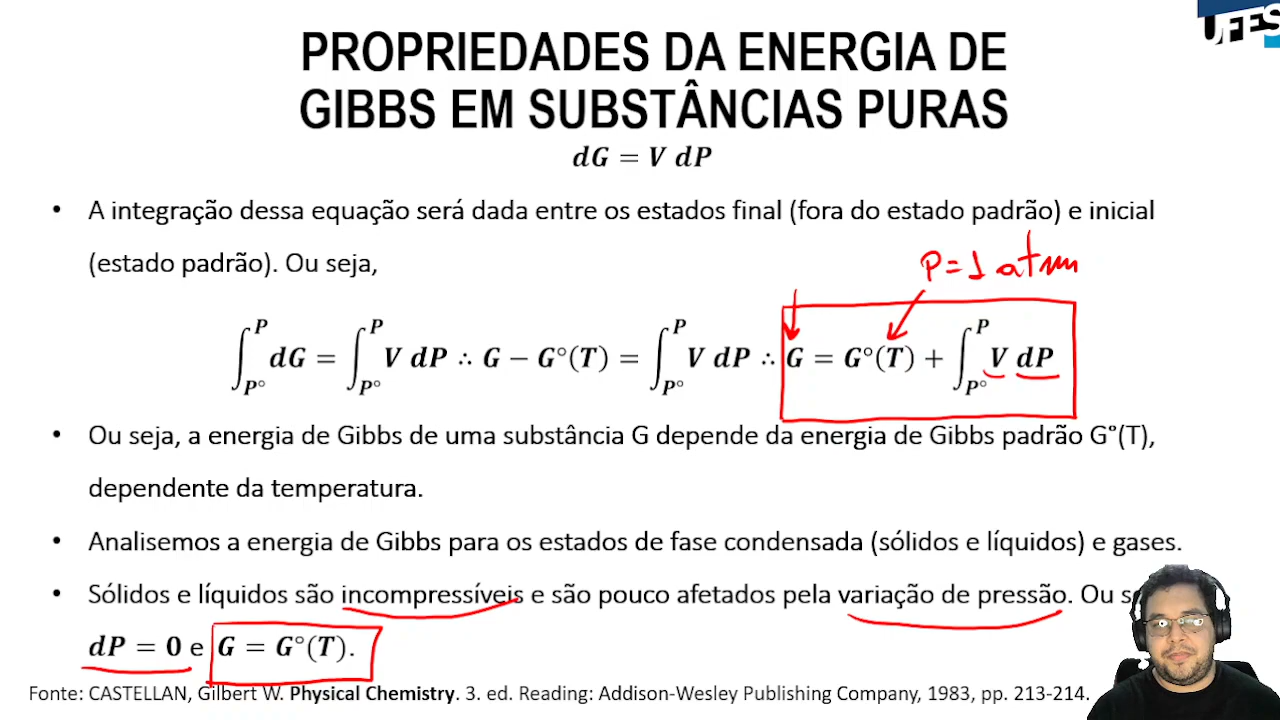 UFES
PROPRIEDADES DA ENERGIA DE
GIBBS EM SUBSTÂNCIAS PURAS
dG = V dP
• A integração dessa equação será dada entre os estados final (fora do estado padrão) e inicial
(estado padrão). Ou seja,
P = 1 atm
∫_{P°}^{P} dG = ∫_{P°}^{P} V dP ∴ G − G°(T) = ∫_{P°}^{P} V dP ∴ G = G°(T) + ∫_{P°}^{P} V dP
• Ou seja, a energia de Gibbs de uma substância G depende da energia de Gibbs padrão G°(T),
dependente da temperatura.
• Analisemos a energia de Gibbs para os estados de fase condensada (sólidos e líquidos) e gases.
• Sólidos e líquidos são incompressíveis e são pouco afetados pela variação de pressão. Ou
dP = 0 e G = G°(T).
Fonte: CASTELLAN, Gilbert W. Physical Chemistry. 3. ed. Reading: Addison-Wesley Publishing Company, 1983, pp. 213-214.